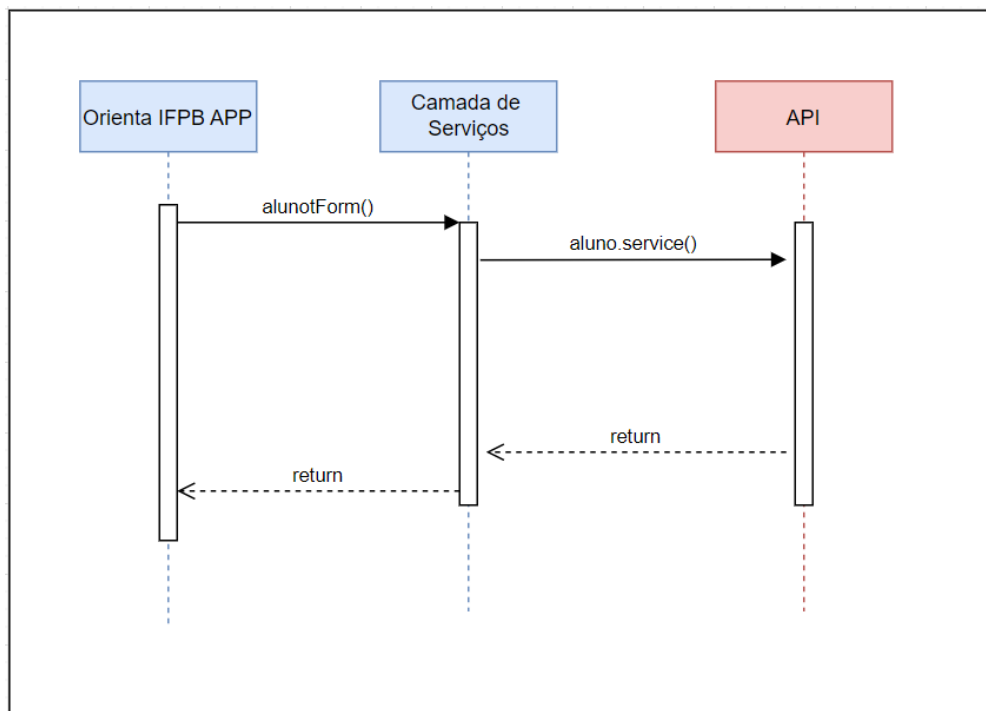 Orienta IFPB APP
Camada de
Serviços
API
alunotForm()
aluno.service()
return
return